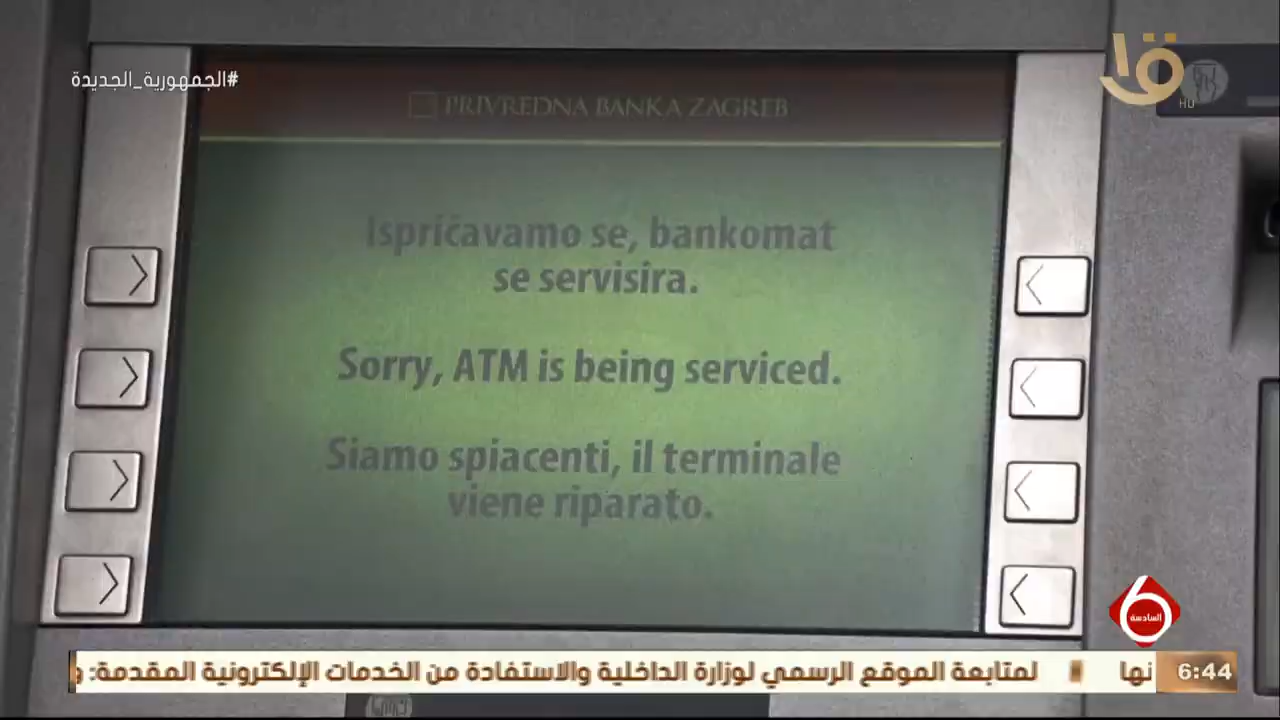 #الجمهورية_الجديدة
PRIVREDNA BANKA ZAGREB
Ispričavamo se, bankomat
se servisira.
Sorry, ATM is being serviced.
Siamo spiacenti, il terminale
viene riparato.
6
السادسة
6:44
نها ▪ لمتابعة الموقع الرسمي لوزارة الداخلية والاستفادة من الخدمات الإلكترونية المقدمة: و